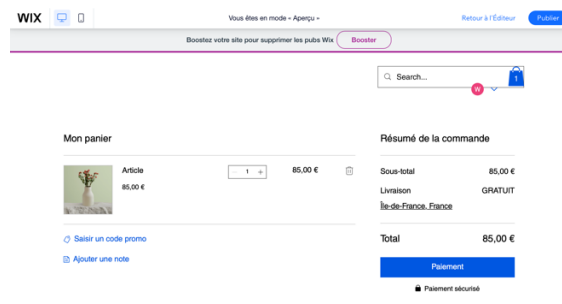 WIX
Vous êtes en mode « Aperçu »
Retour à l'Éditeur
Publier
Boostez votre site pour supprimer les pubs Wix
Booster
Search...
1
W
Mon panier
Article
85,00 €
- 1 +
85,00 €
Saisir un code promo
Ajouter une note
Résumé de la commande
Sous-total 85,00 €
Livraison GRATUIT
Île-de-France, France
Total 85,00 €
Paiement
Paiement sécurisé